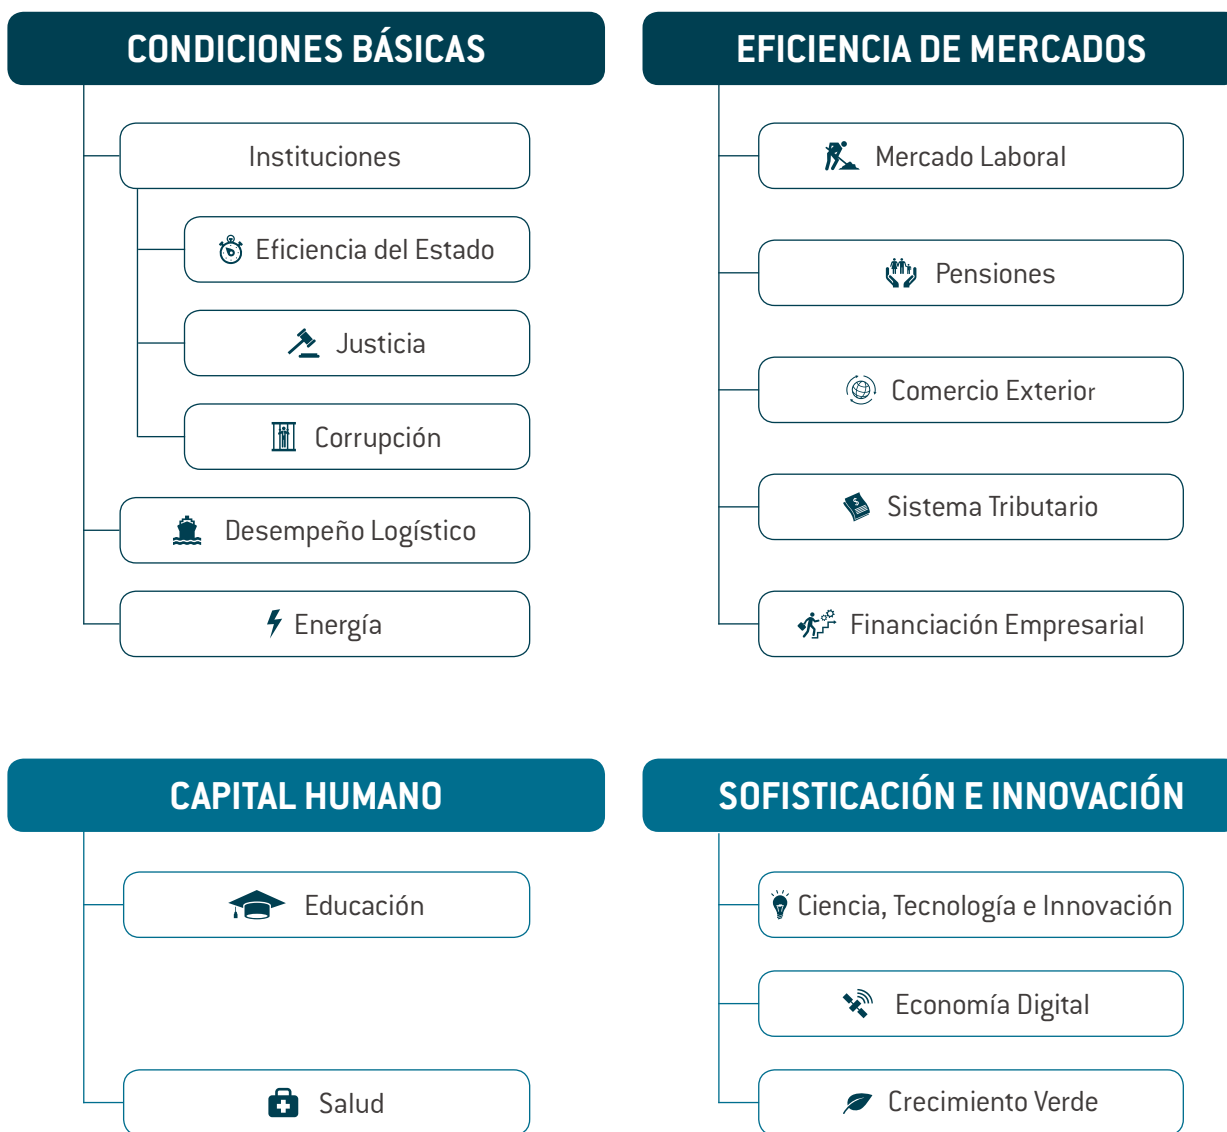 CONDICIONES BÁSICAS
Instituciones
Eficiencia del Estado
Justicia
Corrupción
Desempeño Logístico
Energía
EFICIENCIA DE MERCADOS
Mercado Laboral
Pensiones
Comercio Exterior
Sistema Tributario
Financiación Empresarial
CAPITAL HUMANO
Educación
Salud
SOFISTICACIÓN E INNOVACIÓN
Ciencia, Tecnología e Innovación
Economía Digital
Crecimiento Verde